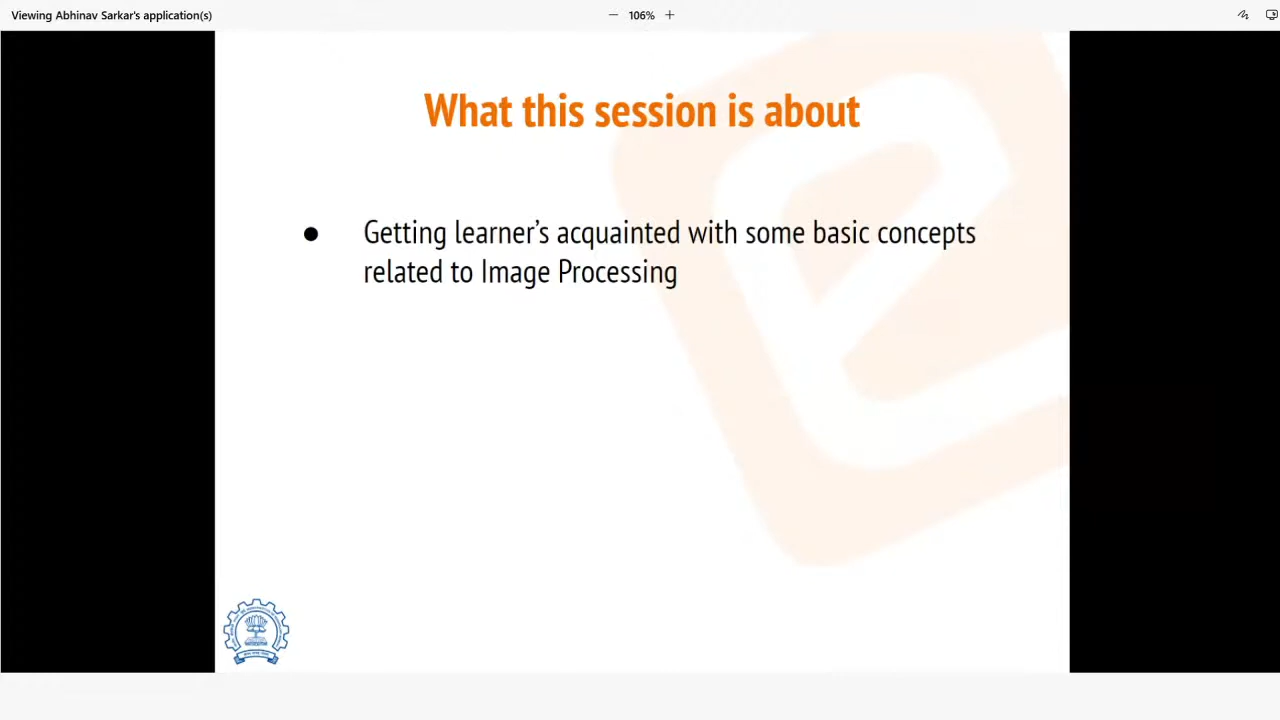 Viewing Abhinav Sarkar's application(s)
106%
What this session is about
● Getting learner’s acquainted with some basic concepts
related to Image Processing